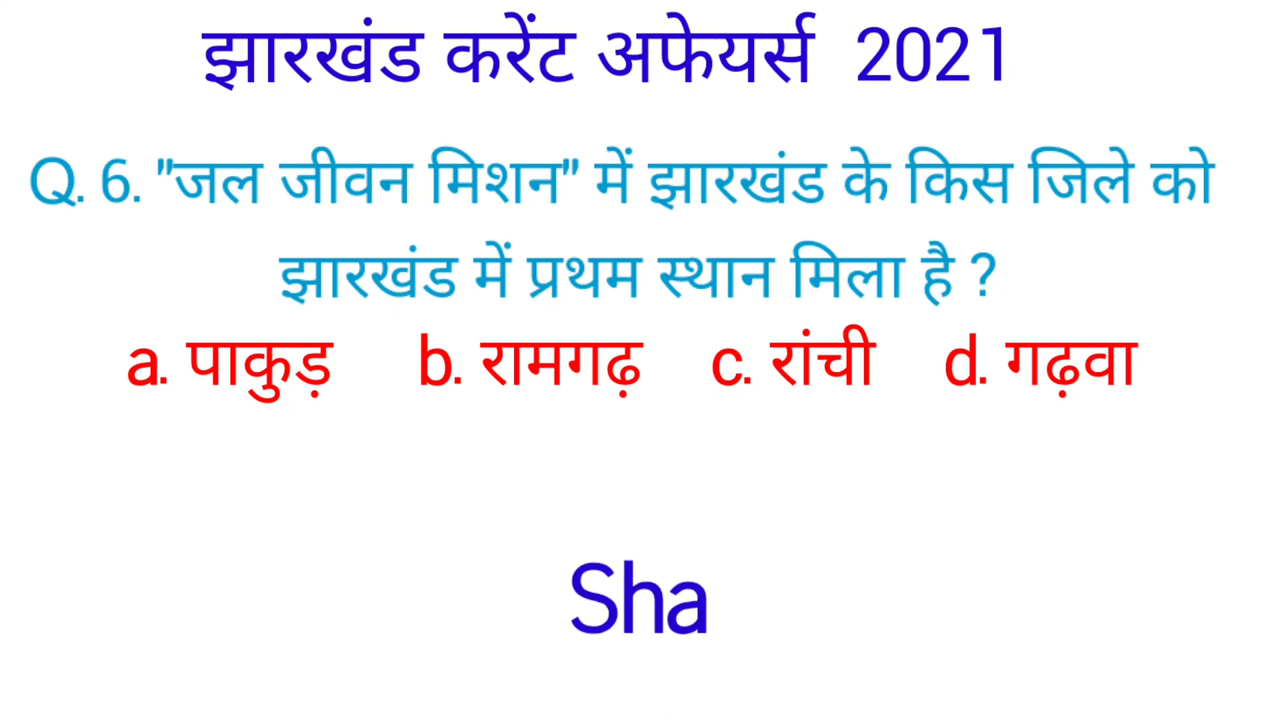 झारखंड करेंट अफेयर्स 2021
Q. 6. "जल जीवन मिशन" में झारखंड के किस जिले को
झारखंड में प्रथम स्थान मिला है ?
a. पाकुड़ b. रामगढ़ c. रांची d. गढ़वा
Sha